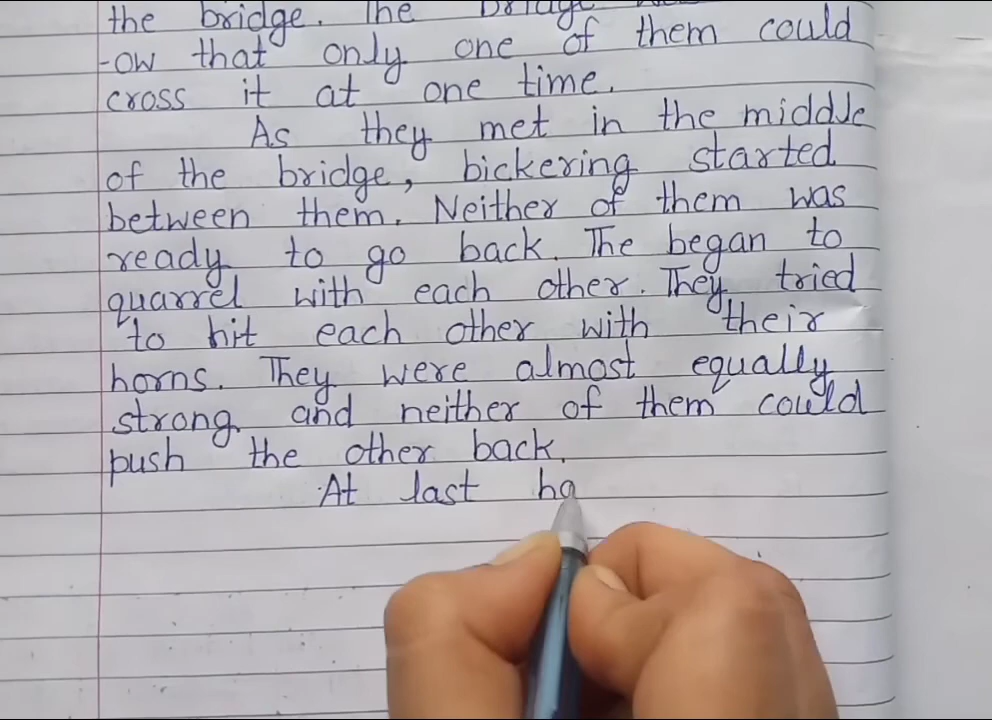 the bridge. The bridge
-ow that only one of them could
cross it at one time.
As they met in the middle
of the bridge, bickering started
between them. Neither of them was
ready to go back. The began to
quarrel with each other. They tried
to hit each other with their
horns. They were almost equally
strong and neither of them could
push the other back.
At last ha